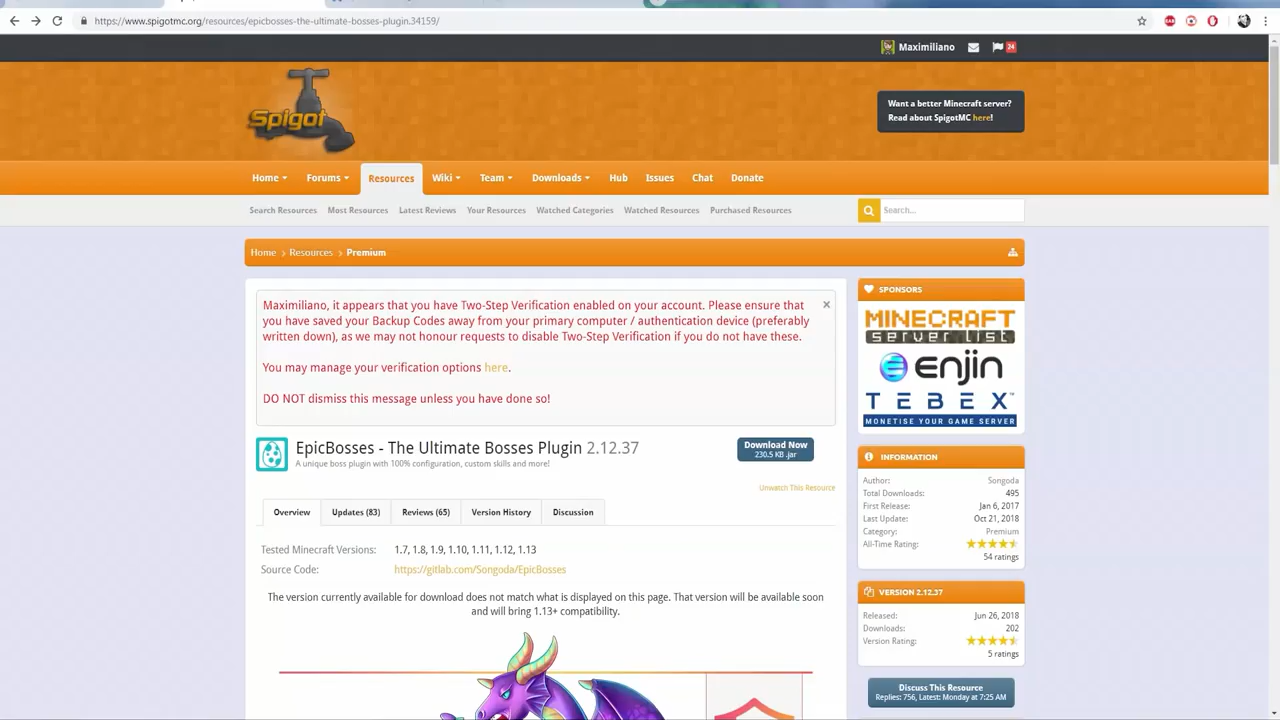 https://www.spigotmc.org/resources/epicbosses-the-ultimate-bosses-plugin.34159/
Maximiliano
24
Spigot
Want a better Minecraft server?
Read about SpigotMC here!
Home
Forums
Resources
Wiki
Team
Downloads
Hub
Issues
Chat
Donate
Search Resources
Most Resources
Latest Reviews
Your Resources
Watched Categories
Watched Resources
Purchased Resources
Search...
Home
Resources
Premium
Maximiliano, it appears that you have Two-Step Verification enabled on your account. Please ensure that
you have saved your Backup Codes away from your primary computer / authentication device (preferably
written down), as we may not honour requests to disable Two-Step Verification if you do not have these.
You may manage your verification options here.
DO NOT dismiss this message unless you have done so!
EpicBosses - The Ultimate Bosses Plugin 2.12.37
A unique boss plugin with 100% configuration, custom skills and more!
Download Now
230.5 KB .jar
Unwatch This Resource
Overview
Updates (83)
Reviews (65)
Version History
Discussion
Tested Minecraft Versions: 1.7, 1.8, 1.9, 1.10, 1.11, 1.12, 1.13
Source Code: https://gitlab.com/Songoda/EpicBosses
The version currently available for download does not match what is displayed on this page. That version will be available soon
and will bring 1.13+ compatibility.
SPONSORS
MINECRAFT
server list
enjin
TEBEX™
MONETISE YOUR GAME SERVER
INFORMATION
Author: Songoda
Total Downloads: 495
First Release: Jan 6, 2017
Last Update: Oct 21, 2018
Category: Premium
All-Time Rating:
54 ratings
VERSION 2.12.37
Released: Jun 26, 2018
Downloads: 202
Version Rating:
5 ratings
Discuss This Resource
Replies: 756, Latest: Monday at 7:25 AM